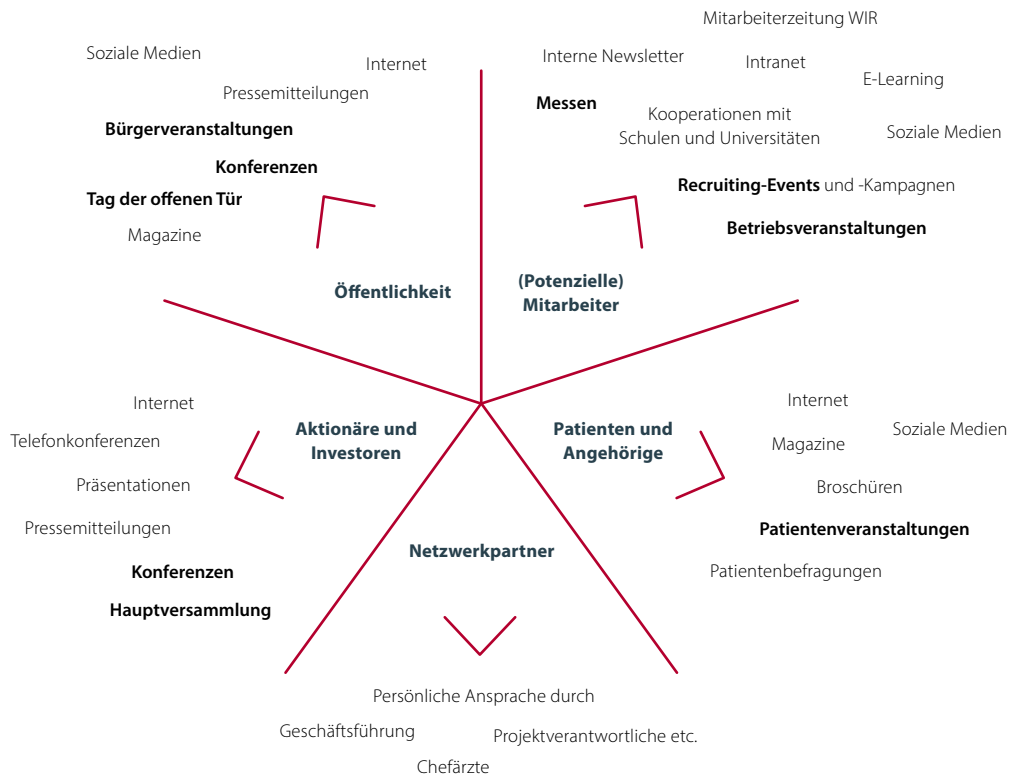 Soziale Medien
Internet
Pressemitteilungen
Bürgerveranstaltungen
Konferenzen
Tag der offenen Tür
Magazine
Öffentlichkeit
Mitarbeiterzeitung WIR
Interne Newsletter
Intranet
E-Learning
Messen
Kooperationen mit
Schulen und Universitäten
Soziale Medien
Recruiting-Events und -Kampagnen
Betriebsveranstaltungen
(Potenzielle)
Mitarbeiter
Internet
Telefonkonferenzen
Präsentationen
Pressemitteilungen
Konferenzen
Hauptversammlung
Aktionäre und
Investoren
Patienten und
Angehörige
Internet
Soziale Medien
Magazine
Broschüren
Patientenveranstaltungen
Patientenbefragungen
Netzwerkpartner
Persönliche Ansprache durch
Geschäftsführung
Projektverantwortliche etc.
Chefärzte